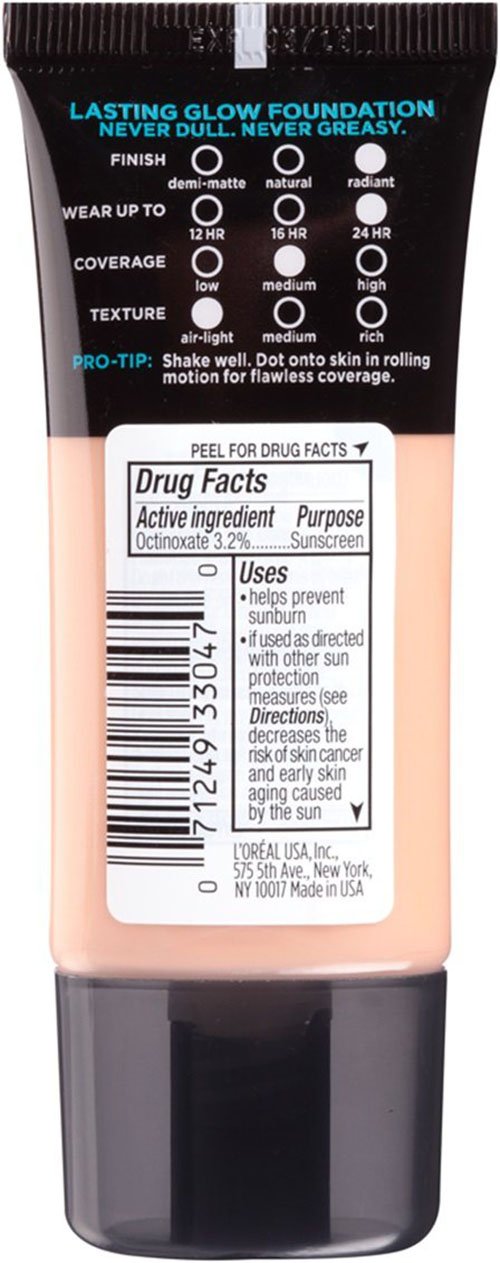 LASTING GLOW FOUNDATION
NEVER DULL. NEVER GREASY.
FINISH
demi-matte natural radiant
WEAR UP TO
12 HR 16 HR 24 HR
COVERAGE
low medium high
TEXTURE
air-light medium rich
PRO-TIP: Shake well. Dot onto skin in rolling
motion for flawless coverage.
PEEL FOR DRUG FACTS
Drug Facts
Active ingredient Purpose
Octinoxate 3.2%.........Sunscreen
Uses
• helps prevent
sunburn
• if used as directed
with other sun
protection
measures (see
Directions),
decreases the
risk of skin cancer
and early skin
aging caused
by the sun
0 71249 33047 0
L'ORÉAL USA, Inc.,
575 5th Ave., New York,
NY 10017 Made in USA